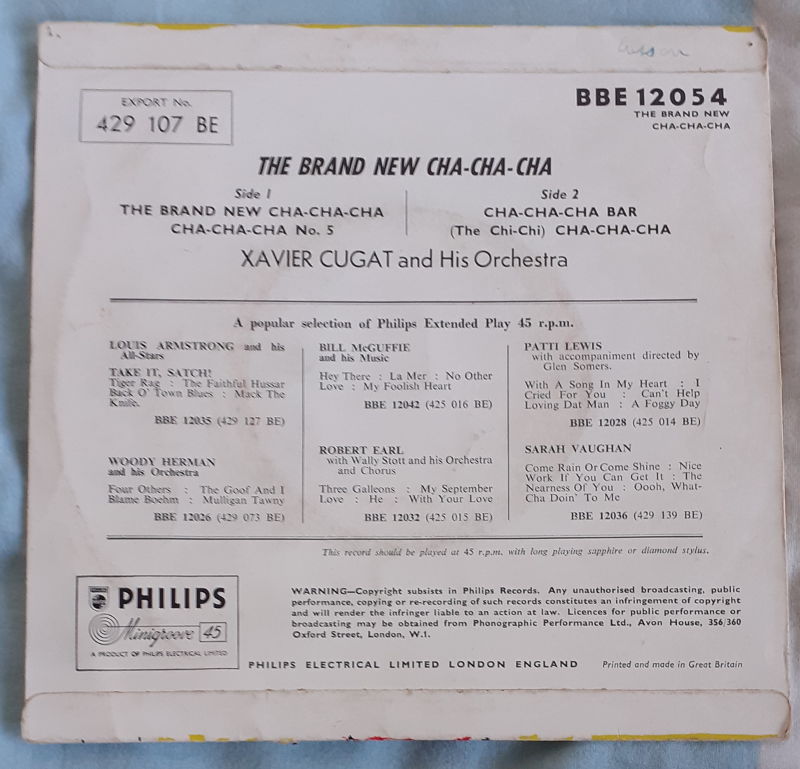 EXPORT No.
429 107 BE
BBE 12054
THE BRAND NEW
CHA-CHA-CHA
THE BRAND NEW CHA-CHA-CHA
Side 1
THE BRAND NEW CHA-CHA-CHA
CHA-CHA-CHA No. 5
Side 2
CHA-CHA-CHA BAR
(The Chi-Chi) CHA-CHA-CHA
XAVIER CUGAT and His Orchestra
A popular selection of Philips Extended Play 45 r.p.m.
LOUIS ARMSTRONG and his
All-Stars
TAKE IT, SATCH!
Tiger Rag : The Faithful Hussar
Back O' Town Blues : Mack The
Knife.
BBE 12035 (429 127 BE)
WOODY HERMAN
and his Orchestra
Four Others : The Goof And I
Blame Boehm : Mulligan Tawny
BBE 12026 (429 073 BE)
BILL McGUFFIE
and his Music
Hey There : La Mer : No Other
Love : My Foolish Heart
BBE 12042 (425 016 BE)
ROBERT EARL
with Wally Stott and his Orchestra
and Chorus
Three Galleons : My September
Love : He : With Your Love
BBE 12032 (425 015 BE)
PATTI LEWIS
with accompaniment directed by
Glen Somers.
With A Song In My Heart : I
Cried For You : Can't Help
Loving Dat Man : A Foggy Day
BBE 12028 (425 014 BE)
SARAH VAUGHAN
Come Rain Or Come Shine : Nice
Work If You Can Get It : The
Nearness Of You : Oooh, What-
Cha Doin' To Me
BBE 12036 (429 139 BE)
This record should be played at 45 r.p.m. with long playing sapphire or diamond stylus.
PHILIPS
Minigroove 45
A PRODUCT OF PHILIPS ELECTRICAL LIMITED
WARNING—Copyright subsists in Philips Records. Any unauthorised broadcasting, public
performance, copying or re-recording of such records constitutes an infringement of copyright
and will render the infringer liable to an action at law. Licences for public performance or
broadcasting may be obtained from Phonographic Performance Ltd., Avon House, 356/360
Oxford Street, London, W.1.
PHILIPS ELECTRICAL LIMITED LONDON ENGLAND
Printed and made in Great Britain